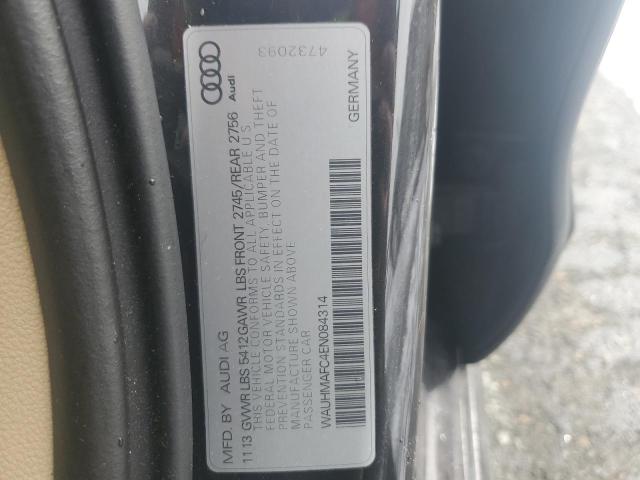 MFD. BY AUDI AG
11 13 GVWR LBS 5412 GAWR LBS FRONT 2745/REAR 2756
THIS VEHICLE CONFORMS TO ALL APPLICABLE U S
FEDERAL MOTOR VEHICLE SAFETY, BUMPER AND THEFT
PREVENTION STANDARDS IN EFFECT ON THE DATE OF
MANUFACTURE SHOWN ABOVE
PASSENGER CAR
WAUHMAFC4EN084314
GERMANY
Audi
4732093